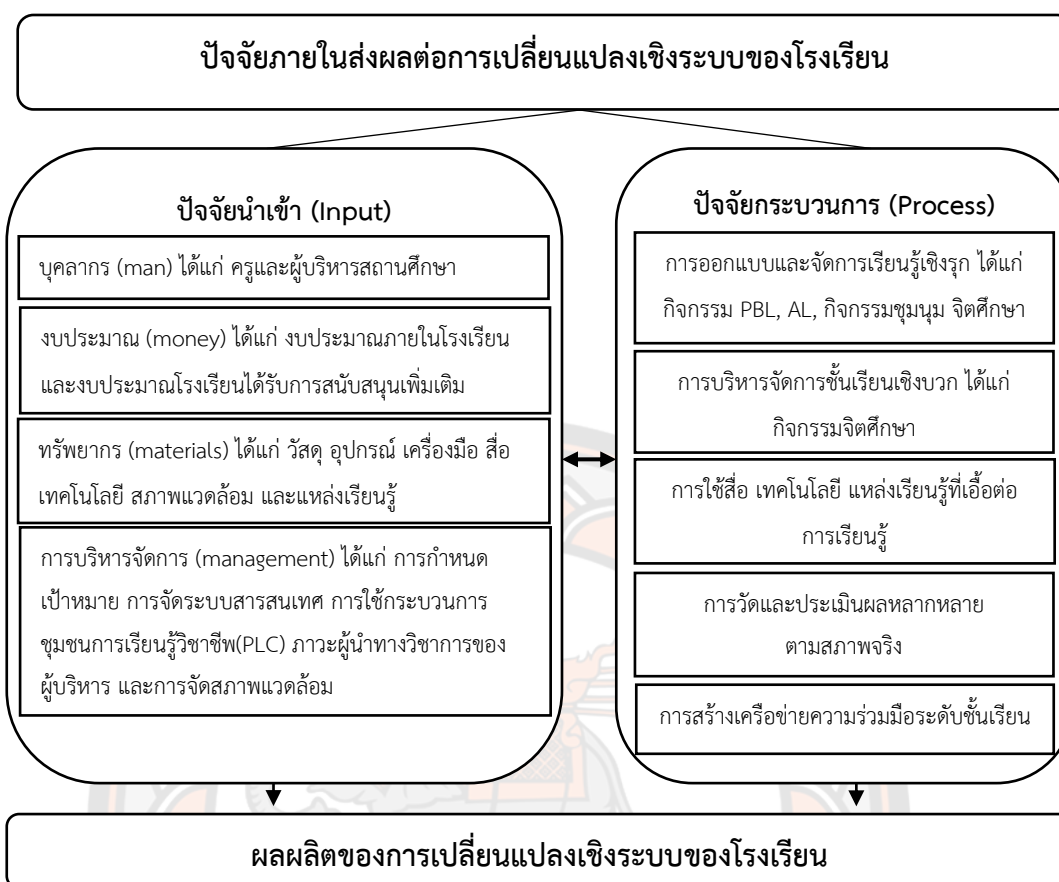 ปัจจัยภายในส่งผลต่อการเปลี่ยนแปลงเชิงระบบของโรงเรียน
ปัจจัยนำเข้า (Input)
บุคลากร (man) ได้แก่ ครูและผู้บริหารสถานศึกษา
งบประมาณ (money) ได้แก่ งบประมาณภายในโรงเรียน
และงบประมาณโรงเรียนได้รับการสนับสนุนเพิ่มเติม
ทรัพยากร (materials) ได้แก่ วัสดุ อุปกรณ์ เครื่องมือ สื่อ
เทคโนโลยี สภาพแวดล้อม และแหล่งเรียนรู้
การบริหารจัดการ (management) ได้แก่ การกำหนด
เป้าหมาย การจัดระบบสารสนเทศ การใช้กระบวนการ
ชุมชนการเรียนรู้วิชาชีพ(PLC) ภาวะผู้นำทางวิชาการของ
ผู้บริหาร และการจัดสภาพแวดล้อม
ปัจจัยกระบวนการ (Process)
การออกแบบและจัดการเรียนรู้เชิงรุก ได้แก่
กิจกรรม PBL, AL, กิจกรรมชุมนุม จิตศึกษา
การบริหารจัดการชั้นเรียนเชิงบวก ได้แก่
กิจกรรมจิตศึกษา
การใช้สื่อ เทคโนโลยี แหล่งเรียนรู้ที่เอื้อต่อ
การเรียนรู้
การวัดและประเมินผลหลากหลาย
ตามสภาพจริง
การสร้างเครือข่ายความร่วมมือระดับชั้นเรียน
ผลผลิตของการเปลี่ยนแปลงเชิงระบบของโรงเรียน